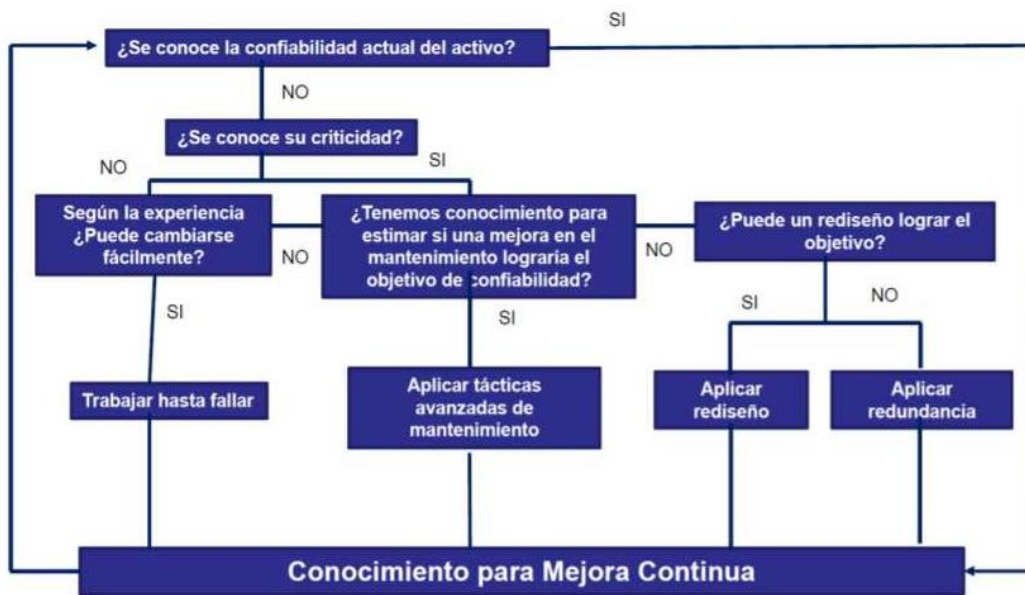 SI
¿Se conoce la confiabilidad actual del activo?
NO
¿Se conoce su criticidad?
NO
SI
Según la experiencia
¿Puede cambiarse
fácilmente?
NO
¿Tenemos conocimiento para
estimar si una mejora en el
mantenimiento lograría el
objetivo de confiabilidad?
NO
¿Puede un rediseño lograr el
objetivo?
SI
SI
SI
NO
Trabajar hasta fallar
Aplicar tácticas
avanzadas de
mantenimiento
Aplicar
rediseño
Aplicar
redundancia
Conocimiento para Mejora Continua